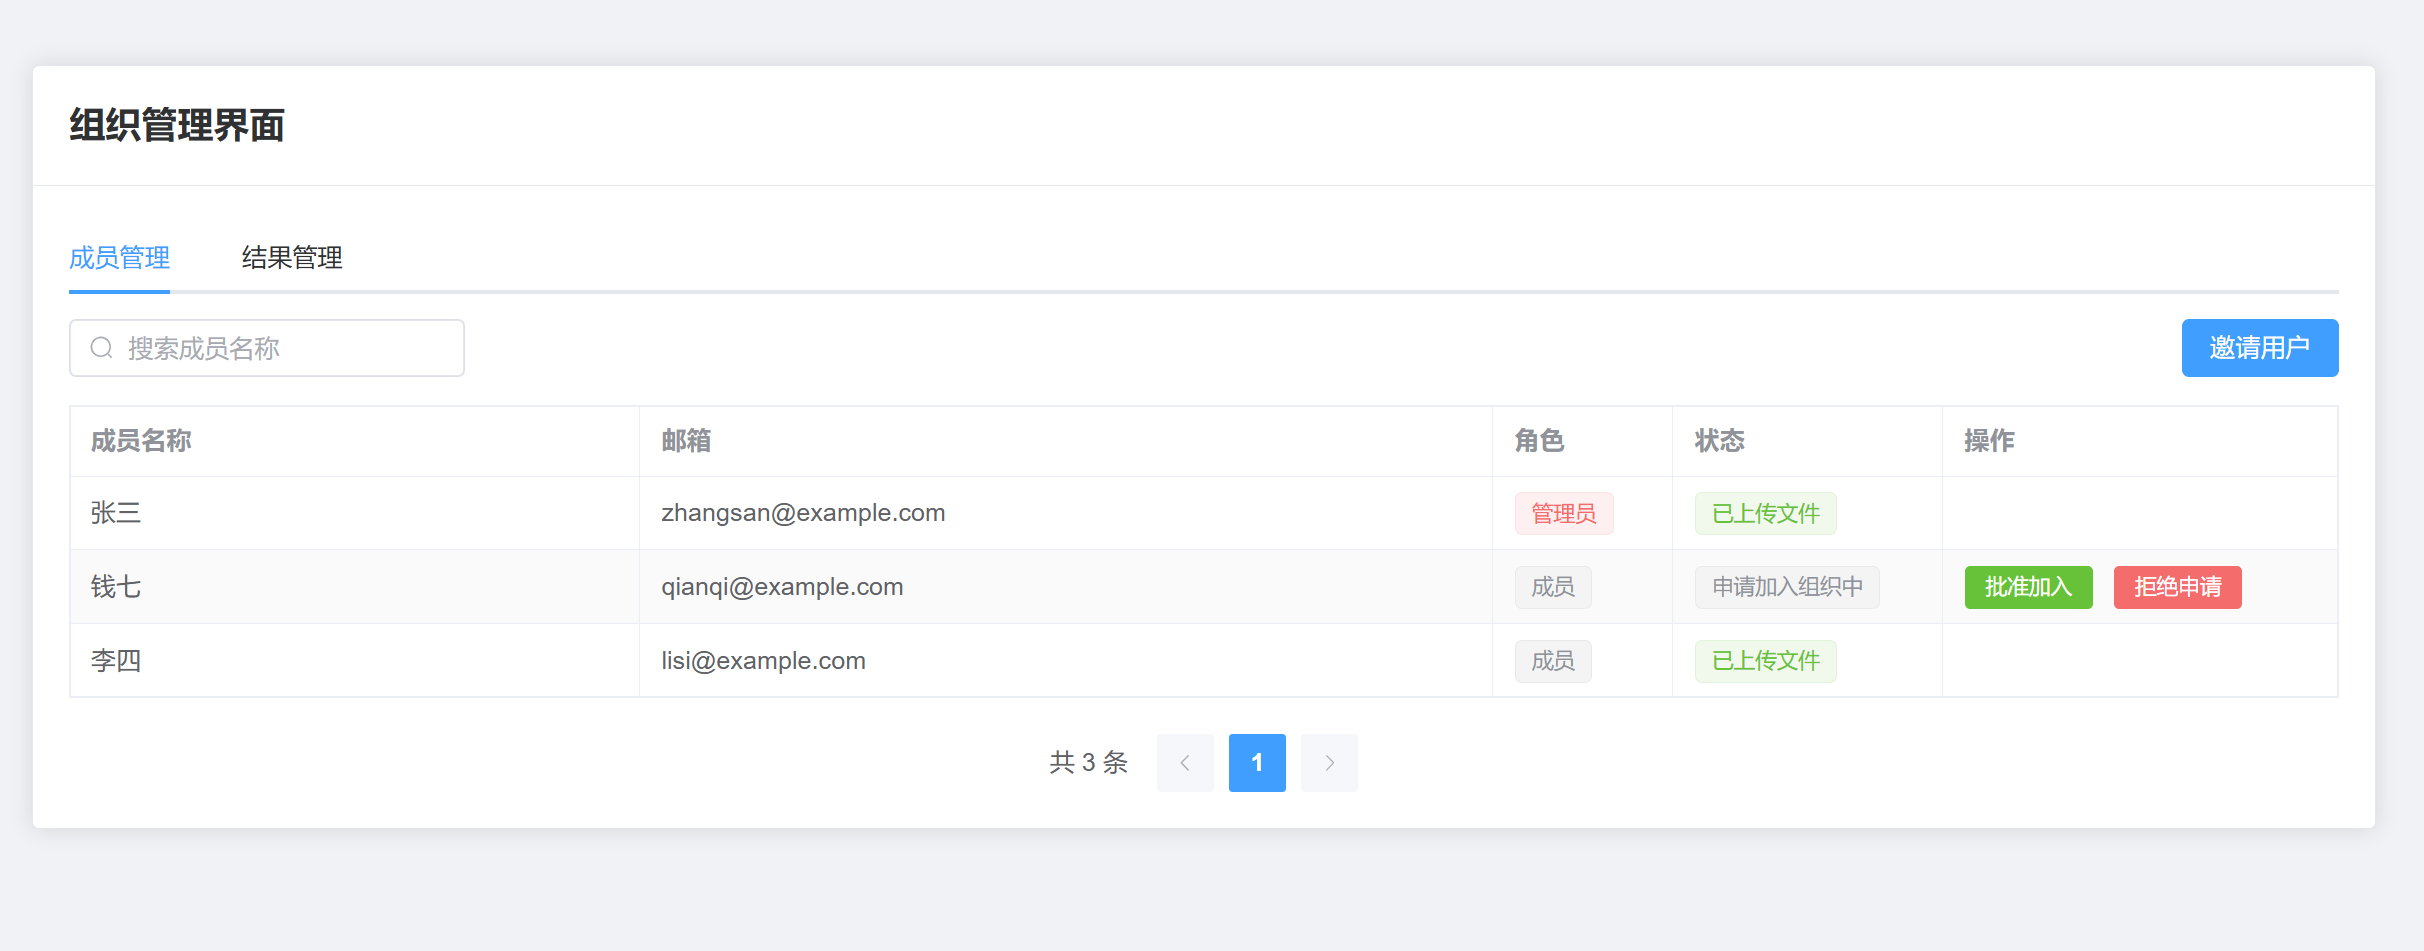 组织管理界面
成员管理 结果管理
搜索成员名称 邀请用户
成员名称 邮箱 角色 状态 操作
张三 zhangsan@example.com 管理员 已上传文件
钱七 qianqi@example.com 成员 申请加入组织中 批准加入 拒绝申请
李四 lisi@example.com 成员 已上传文件
共 3 条 1